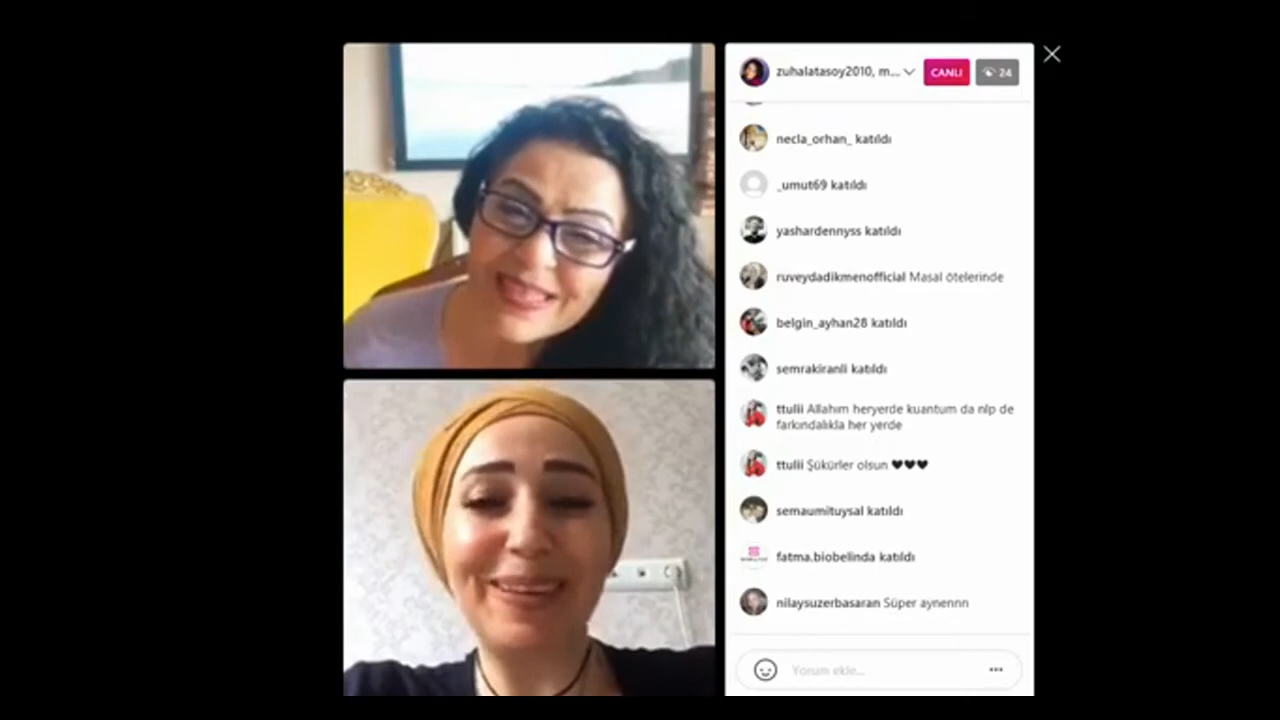 zuhalatasoy2010, m...
CANLI
24
necla_orhan_ katıldı
_umut69 katıldı
yashardennyss katıldı
ruveydadikmenofficial Masal ötelerinde
belgin_ayhan28 katıldı
semrakiranli katıldı
ttulii Allahım heryerde kuantum da nlp de
farkındalıkla her yerde
ttulii Şükürler olsun 🖤🖤🖤
semaumituysal katıldı
fatma.biobelinda katıldı
nilaysuzerbasaran Süper aynennn
Yorum ekle...